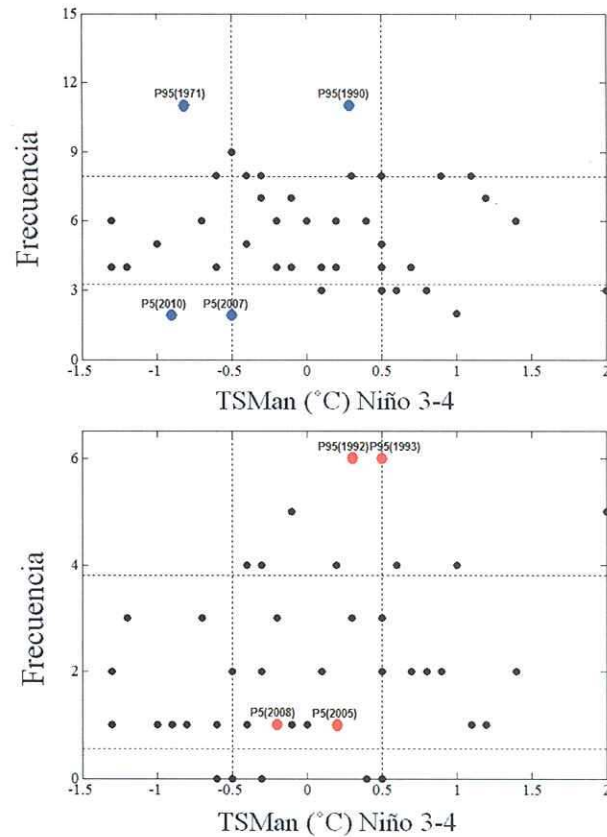 15
P95(1971) P95(1990)
12
9
Frecuencia
6
3
P5(2010) P5(2007)
0
-1.5 -1 -0.5 0 0.5 1 1.5 2
TSMan (°C) Niño 3-4
6
P95(1992) P95(1993)
4
Frecuencia
2
P5(2008) P5(2005)
0
-1.5 -1 -0.5 0 0.5 1 1.5 2
TSMan (°C) Niño 3-4